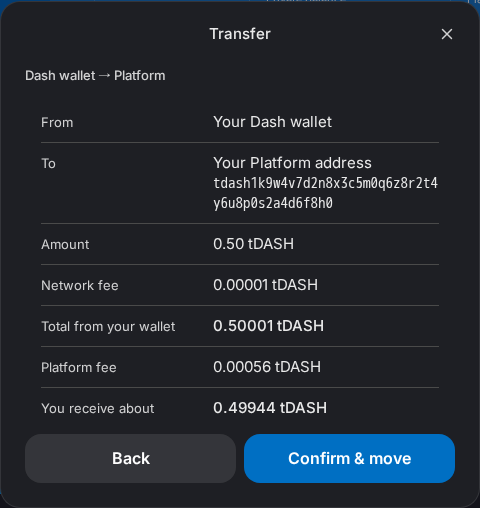 Transfer
Dash wallet → Platform
From Your Dash wallet
To Your Platform address
tdash1k9w4v7d2n8x3c5m0q6z8r2t4
y6u8p0s2a4d6f8h0
Amount 0.50 tDASH
Network fee 0.00001 tDASH
Total from your wallet 0.50001 tDASH
Platform fee 0.00056 tDASH
You receive about 0.49944 tDASH
Back Confirm & move